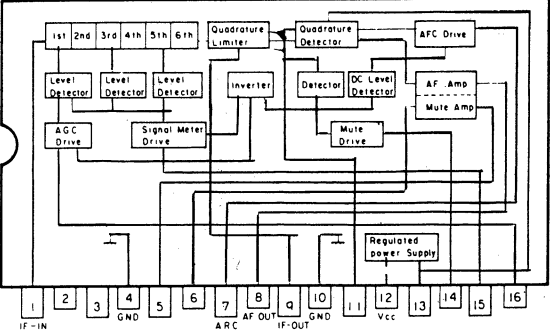 1st 2nd 3rd 4th 5th 6th
Quadrature Limiter
Quadrature Detector
AFC Drive
Level Detector
Level Detector
Level Detector
Inverter
Detector
DC Level Detector
AF Amp
Mute Amp
AGC Drive
Signal Meter Drive
Mute Drive
Regulated power Supply
1 2 3 4 5 6 7 8 9 10 11 12 13 14 15 16
IF-IN
GND
ARC
AF OUT
IF-OUT
GND
Vcc